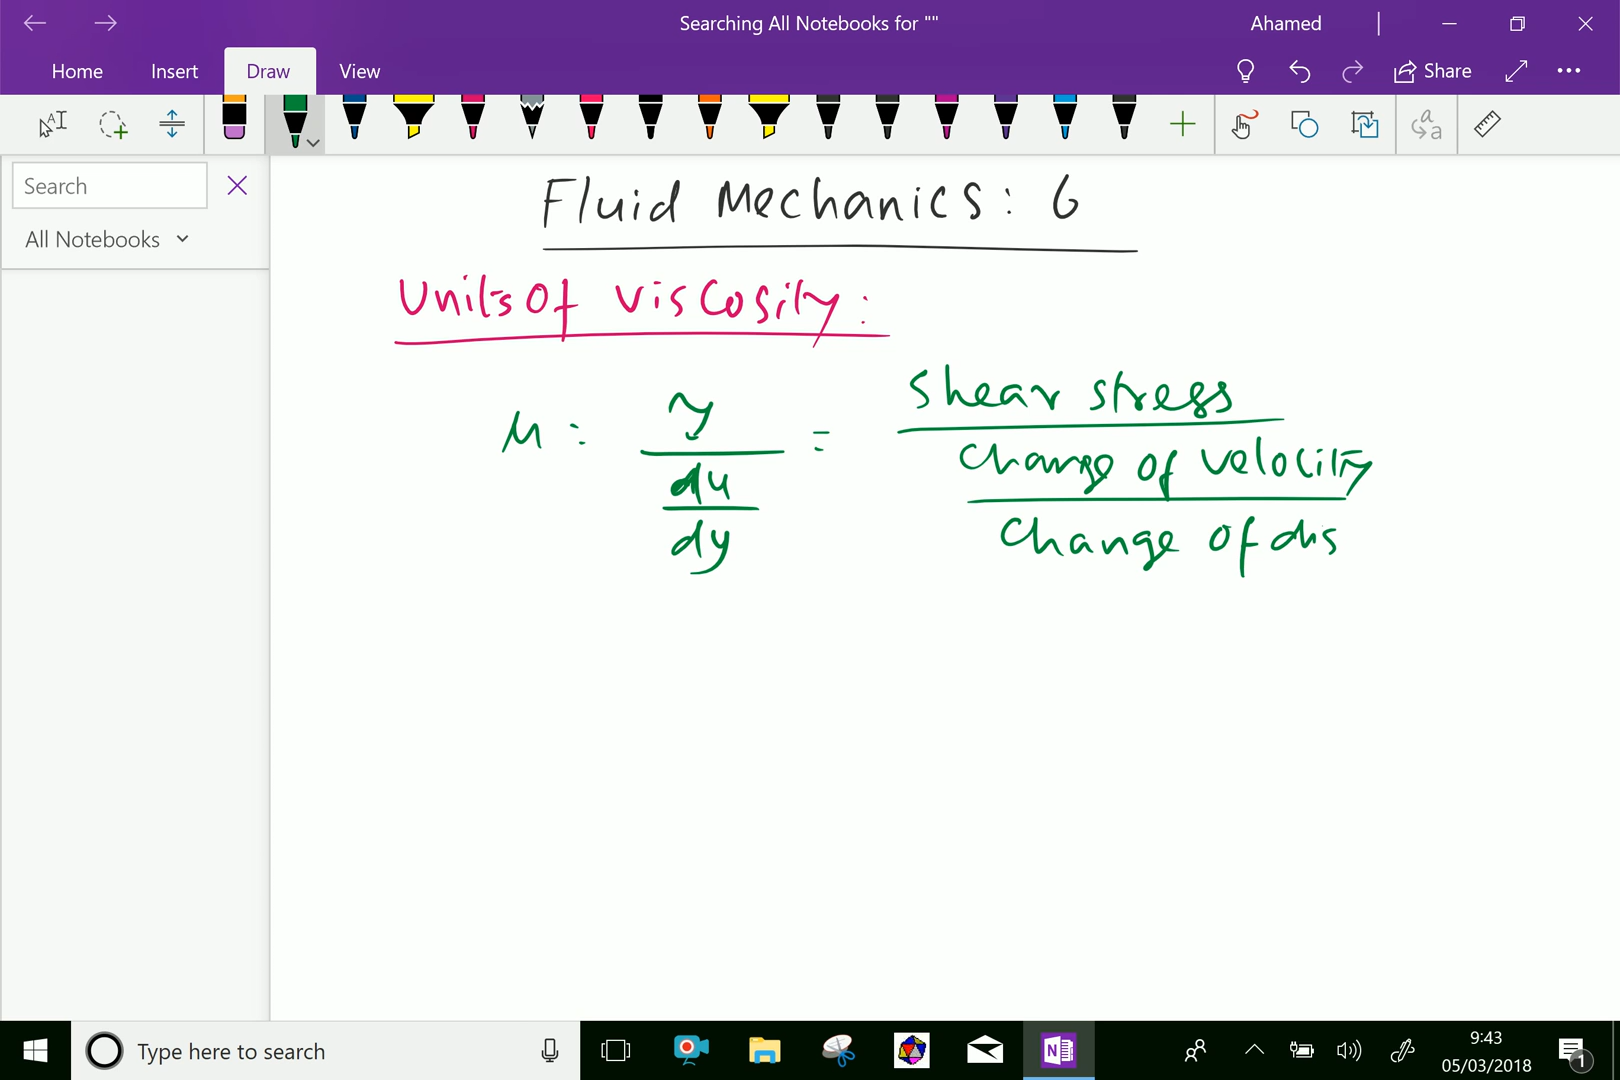 Searching All Notebooks for ""
Ahamed
Home Insert Draw View
Share
Search
All Notebooks
Fluid Mechanics: 6
Units of viscosity:
μ = τ / du/dy = shear stress / change of velocity / change of dis
Type here to search
9:43
05/03/2018
1